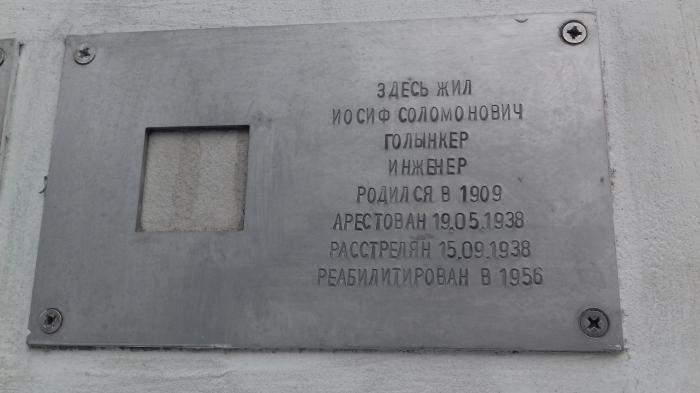 ЗДЕСЬ ЖИЛ
ИОСИФ СОЛОМОНОВИЧ
ГОЛЫНКЕР
ИНЖЕНЕР
РОДИЛСЯ В 1909
АРЕСТОВАН 19.05.1938
РАССТРЕЛЯН 15.09.1938
РЕАБИЛИТИРОВАН В 1956